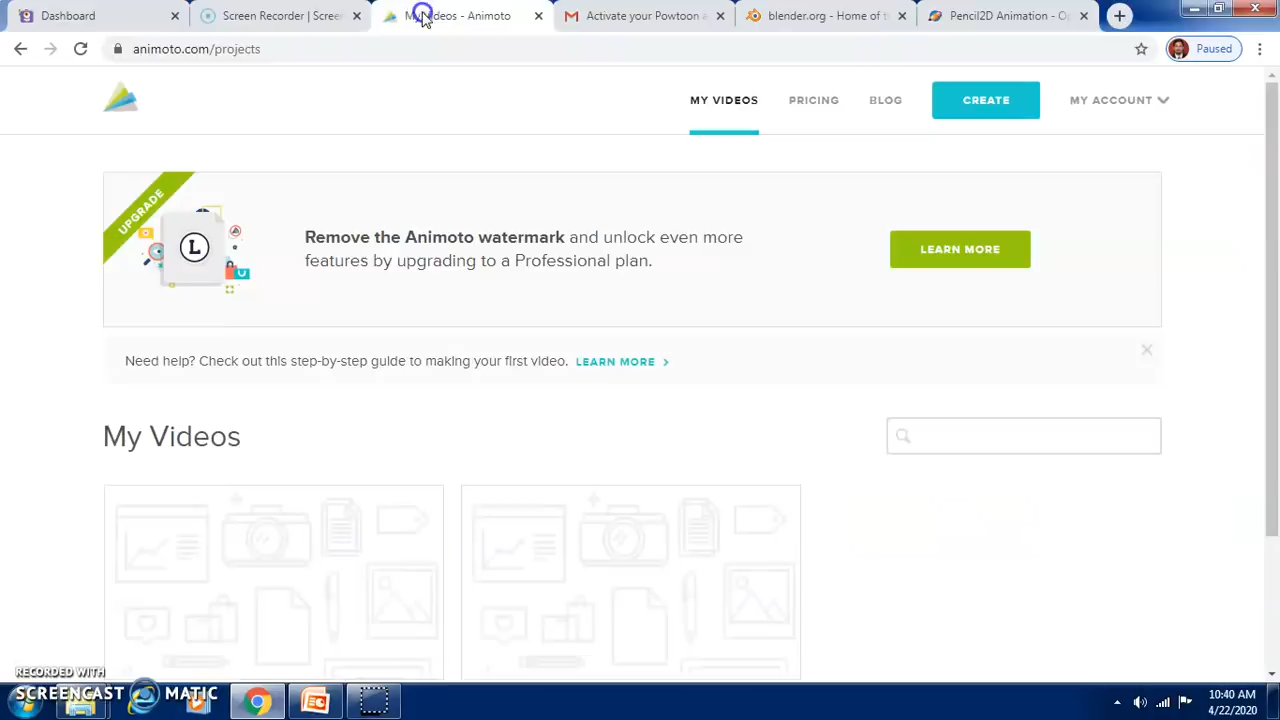 Dashboard
Screen Recorder | Scree
My Videos - Animoto
Activate your Powtoon a
blender.org - Home of th
Pencil2D Animation - Op
animoto.com/projects
Paused
MY VIDEOS
PRICING
BLOG
CREATE
MY ACCOUNT
UPGRADE
L
Remove the Animoto watermark and unlock even more
features by upgrading to a Professional plan.
LEARN MORE
Need help? Check out this step-by-step guide to making your first video. LEARN MORE >
My Videos
RECORDED WITH
SCREENCAST MATIC
10:40 AM
4/22/2020